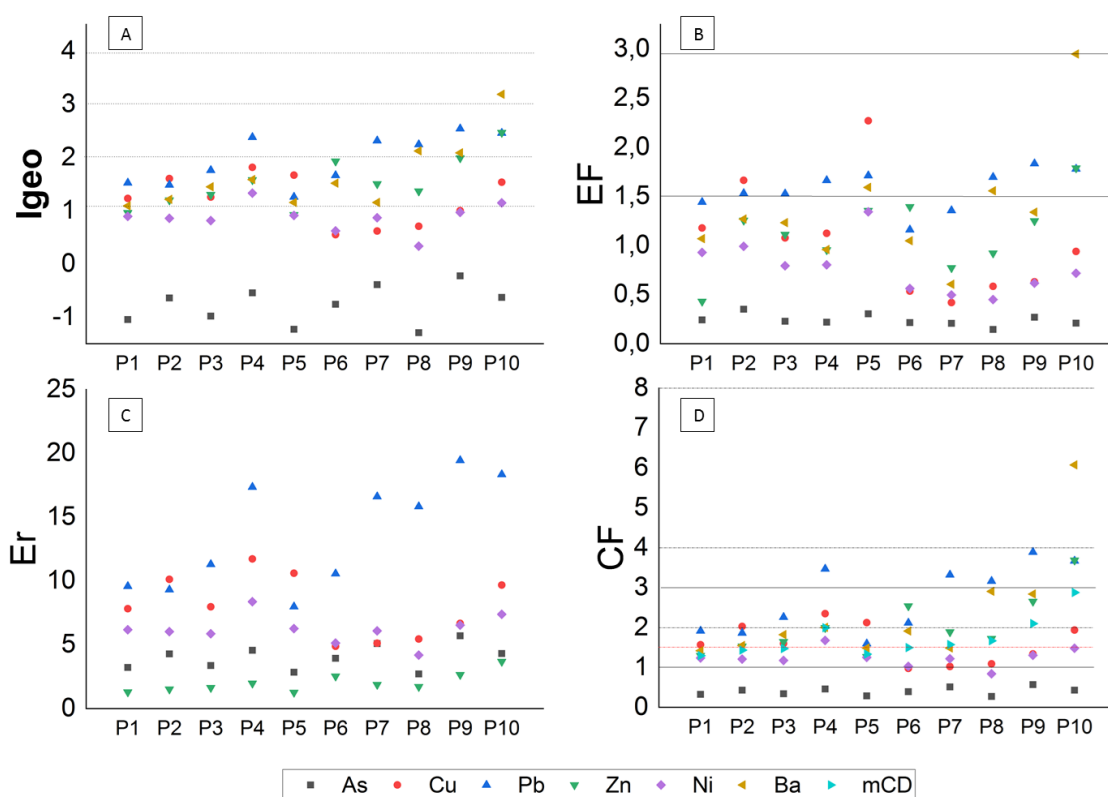 A
4
3
2
1
0
-1
Igeo
P1 P2 P3 P4 P5 P6 P7 P8 P9 P10
B
3,0
2,5
2,0
1,5
1,0
0,5
0,0
EF
P1 P2 P3 P4 P5 P6 P7 P8 P9 P10
C
25
20
15
10
5
0
Er
P1 P2 P3 P4 P5 P6 P7 P8 P9 P10
D
8
7
6
5
4
3
2
1
0
CF
P1 P2 P3 P4 P5 P6 P7 P8 P9 P10
As Cu Pb Zn Ni Ba mCD